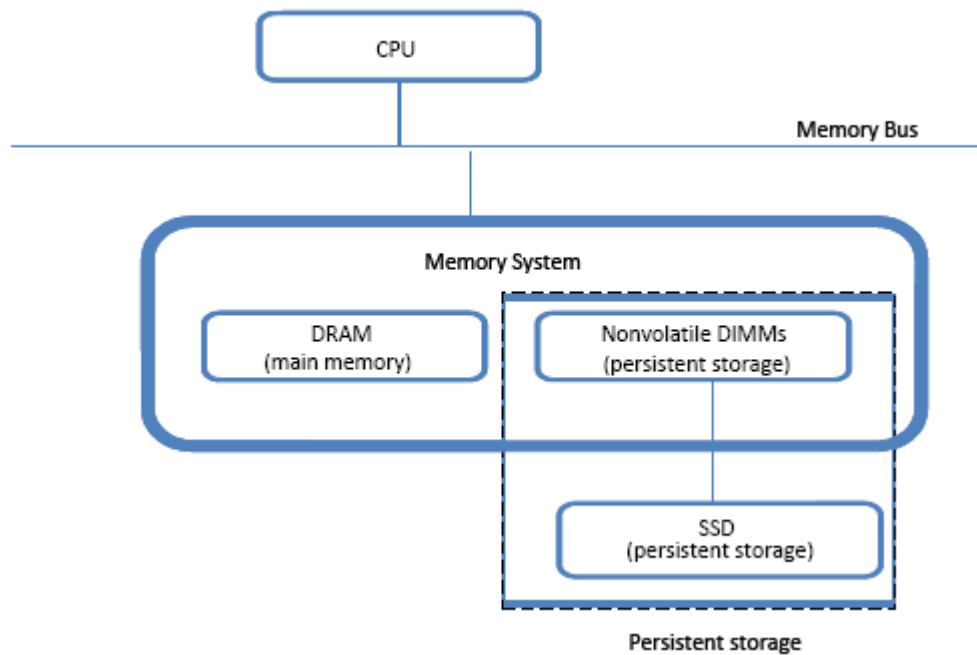 CPU
Memory Bus
Memory System
DRAM
(main memory)
Nonvolatile DIMMs
(persistent storage)
SSD
(persistent storage)
Persistent storage